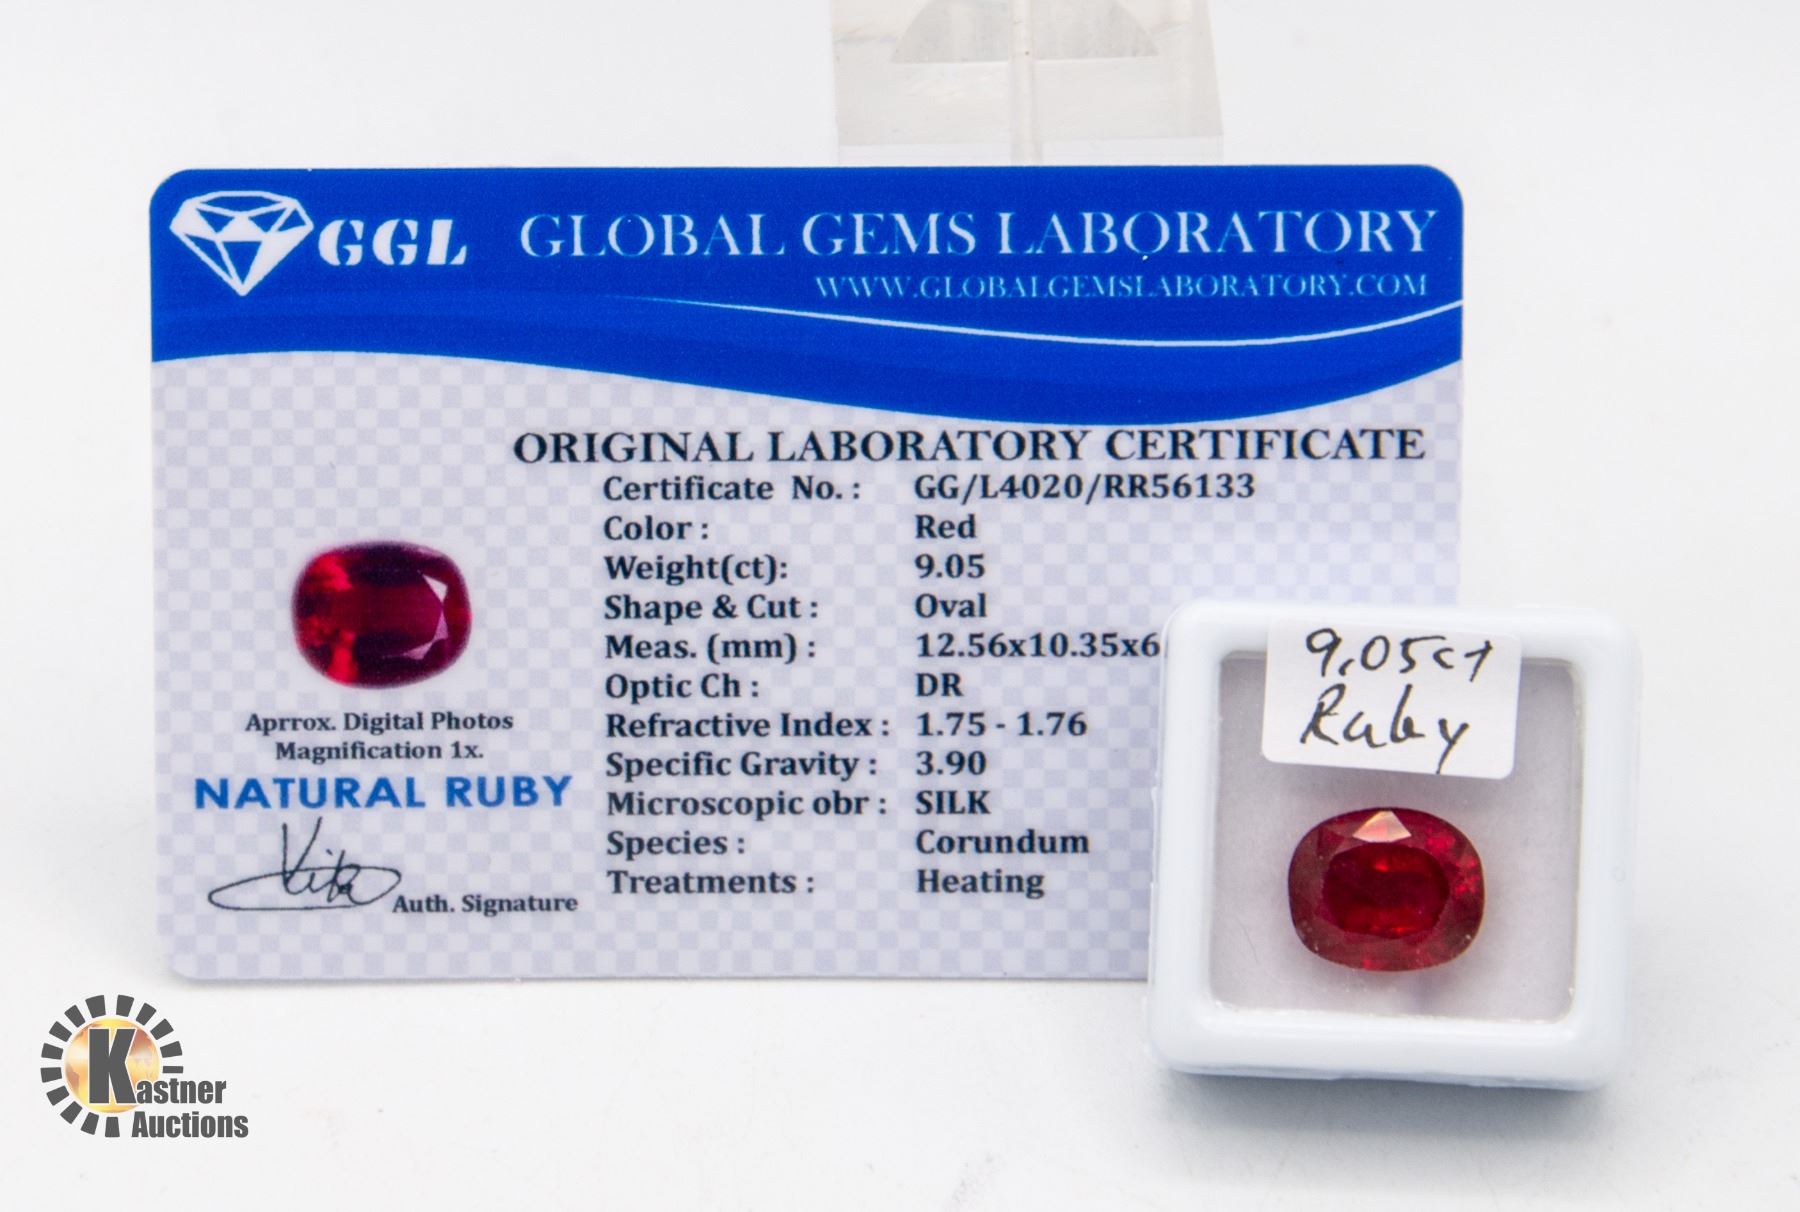 GGL
GLOBAL GEMS LABORATORY
WWW.GLOBALGEMSLABORATORY.COM
ORIGINAL LABORATORY CERTIFICATE
Certificate No. : GG/L4020/RR56133
Color : Red
Weight(ct): 9.05
Shape & Cut : Oval
Meas. (mm) : 12.56x10.35x6
Optic Ch : DR
Refractive Index : 1.75 - 1.76
Specific Gravity : 3.90
Microscopic obr : SILK
Species : Corundum
Treatments : Heating
Aprrox. Digital Photos
Magnification 1x.
NATURAL RUBY
Auth. Signature
9.05ct
Ruby
Kastner
Auctions